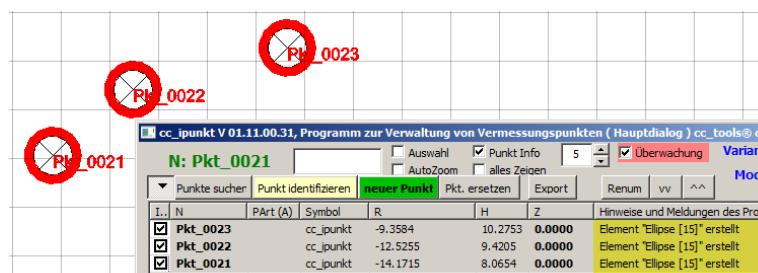 Pkt_0023
Pkt_0022
Pkt_0021
cc_ipunkt V 01.11.00.31, Programm zur Verwaltung von Vermessungspunkten ( Hauptdialog ) cc_tools®
N: Pkt_0021 Auswahl Punkt Info 5 Überwachung
AutoZoom alles Zeigen
Punkte sucher Punkt identifizieren neuer Punkt Pkt. ersetzen Export Renum vv ^^
I.. N PArt (A) Symbol R H Z Hinweise und Meldungen des
Pkt_0023 cc_ipunkt -9.3584 10.2753 0.0000 Element "Ellipse [15]" erstellt
Pkt_0022 cc_ipunkt -12.5255 9.4205 0.0000 Element "Ellipse [15]" erstellt
Pkt_0021 cc_ipunkt -14.1715 8.0654 0.0000 Element "Ellipse [15]" erstellt